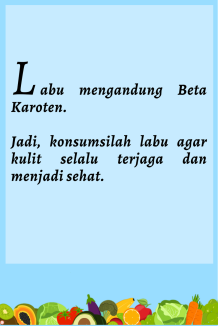 Labu mengandung Beta
Karoten.
Jadi, konsumsilah labu agar
kulit selalu terjaga dan
menjadi sehat.